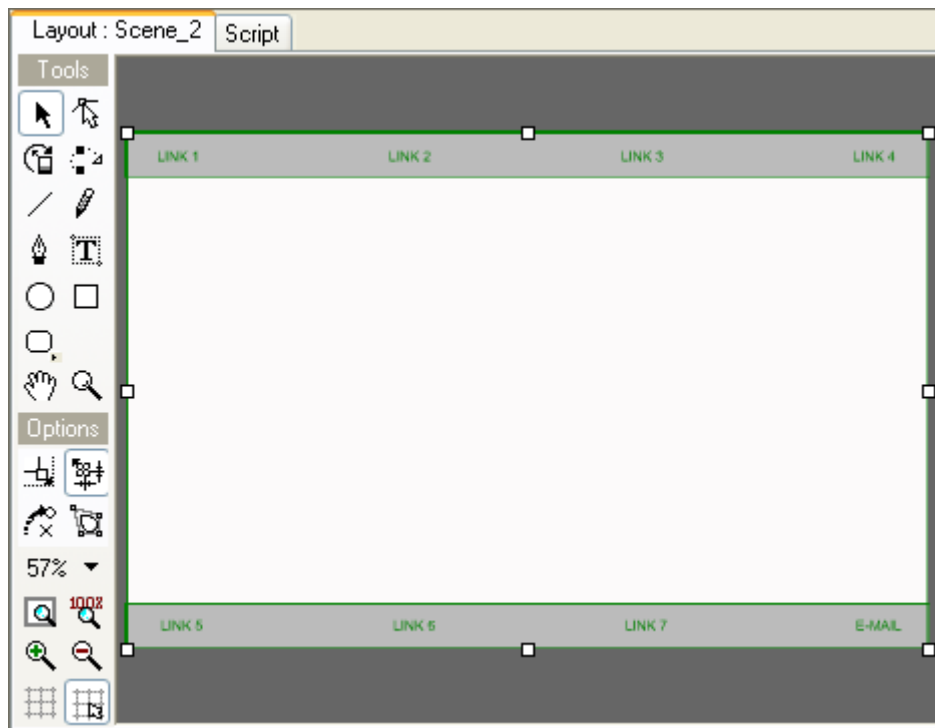 Layout : Scene_2 Script
Tools
LINK 1 LINK 2 LINK 3 LINK 4
T
Options
57%
100%
LINK 5 LINK 6 LINK 7 E-MAIL